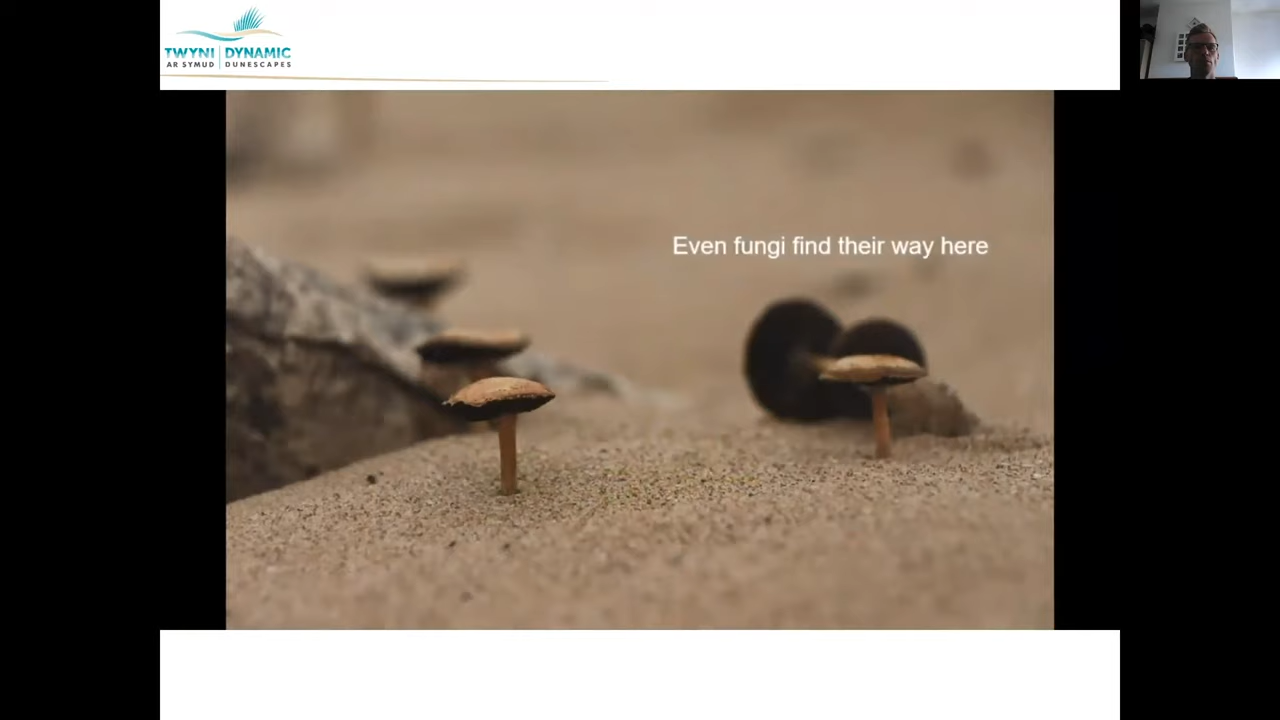 TWYNI DYNAMIC
AR SYMUD DUNESCAPES
Even fungi find their way here